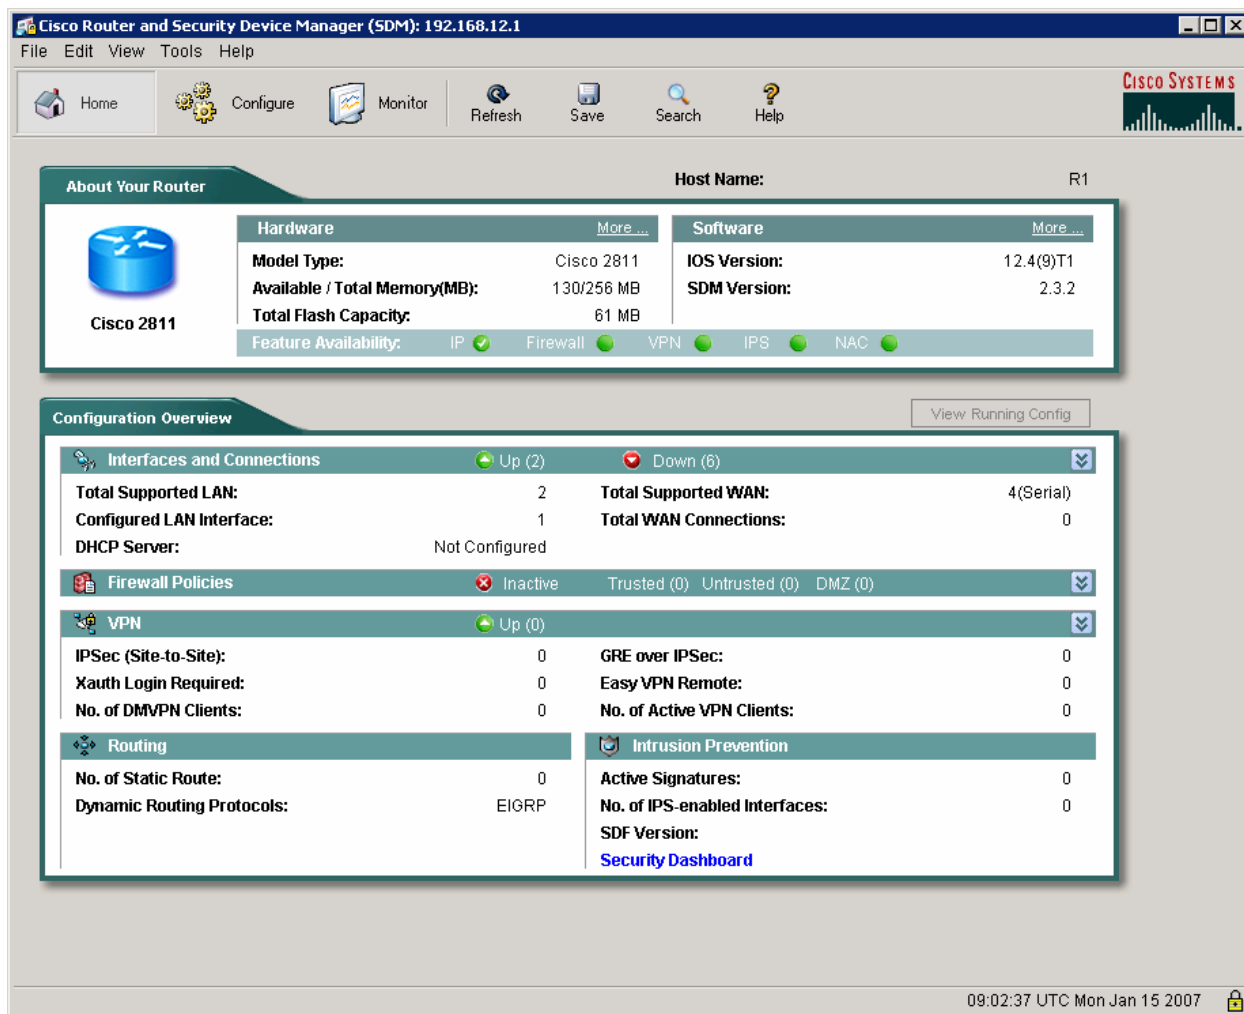 Cisco Router and Security Device Manager (SDM): 192.168.12.1
File Edit View Tools Help
Home Configure Monitor Refresh Save Search Help
CISCO SYSTEMS
About Your Router
Host Name: R1
Hardware More ... Software More ...
Model Type: Cisco 2811 IOS Version: 12.4(9)T1
Available / Total Memory(MB): 130/256 MB SDM Version: 2.3.2
Total Flash Capacity: 61 MB
Cisco 2811
Feature Availability: IP Firewall VPN IPS NAC
Configuration Overview View Running Config
Interfaces and Connections Up (2) Down (6)
Total Supported LAN: 2 Total Supported WAN: 4(Serial)
Configured LAN Interface: 1 Total WAN Connections: 0
DHCP Server: Not Configured
Firewall Policies Inactive Trusted (0) Untrusted (0) DMZ (0)
VPN Up (0)
IPSec (Site-to-Site): 0 GRE over IPSec: 0
Xauth Login Required: 0 Easy VPN Remote: 0
No. of DMVPN Clients: 0 No. of Active VPN Clients: 0
Routing Intrusion Prevention
No. of Static Route: 0 Active Signatures: 0
Dynamic Routing Protocols: EIGRP No. of IPS-enabled Interfaces: 0
SDF Version:
Security Dashboard
09:02:37 UTC Mon Jan 15 2007